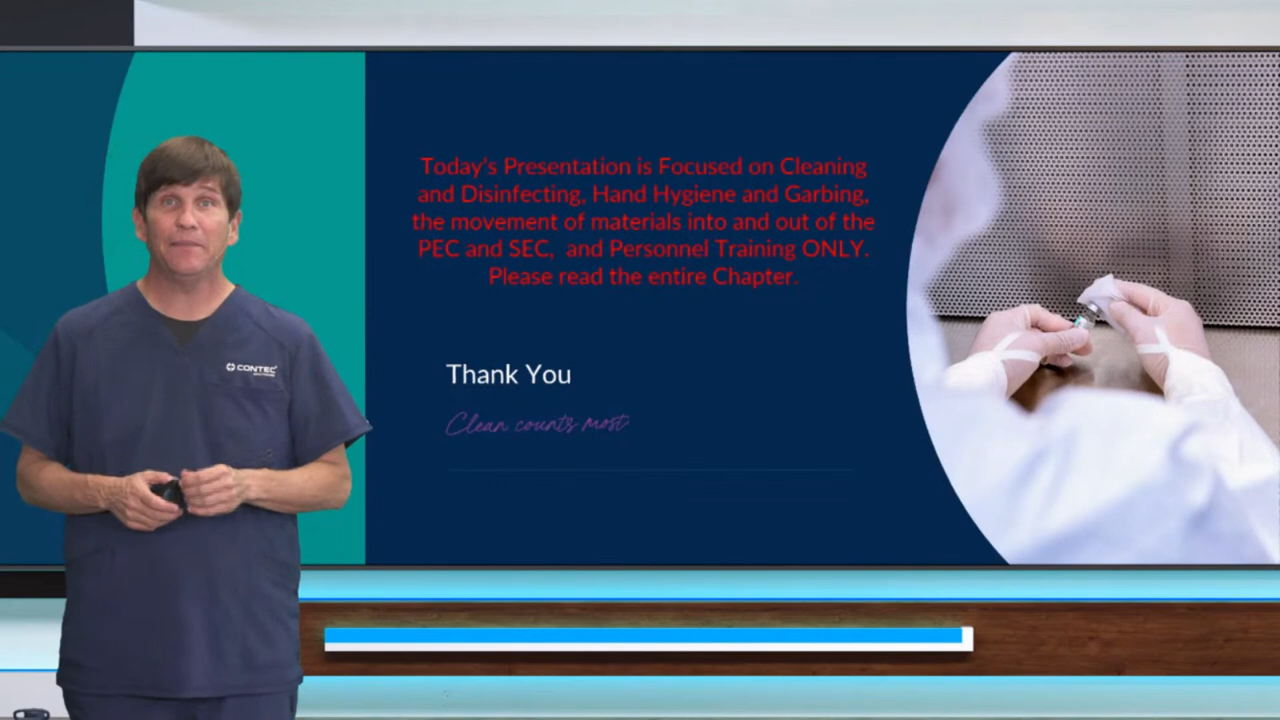 Today's Presentation is Focused on Cleaning
and Disinfecting, Hand Hygiene and Garbing,
the movement of materials into and out of the
PEC and SEC,  and Personnel Training ONLY.
Please read the entire Chapter.
CONTEC
Thank You
Clean counts most